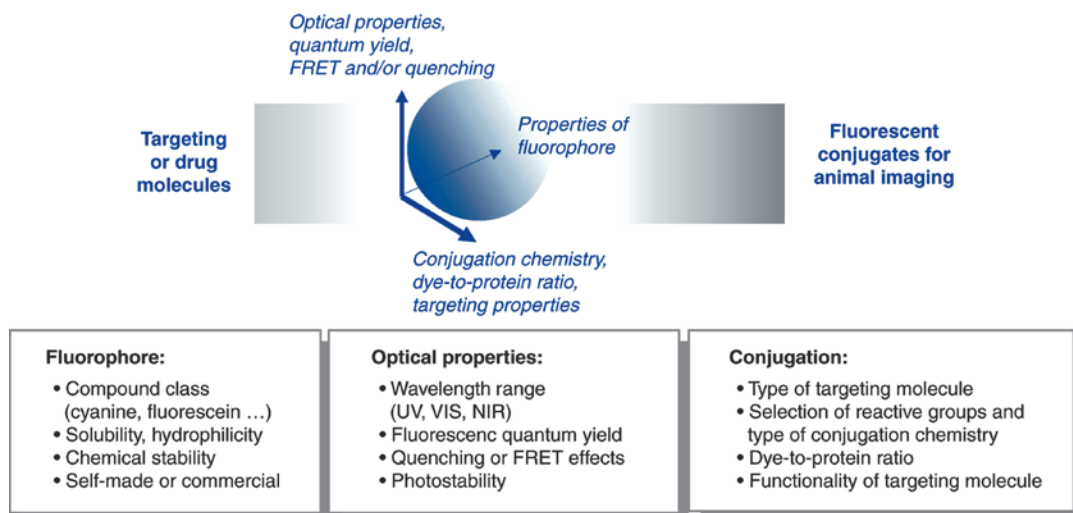 Optical properties,
quantum yield,
FRET and/or quenching
Targeting
or drug
molecules
Properties of
fluorophore
Fluorescent
conjugates for
animal imaging
Conjugation chemistry,
dye-to-protein ratio,
targeting properties
Fluorophore:
• Compound class
(cyanine, fluorescein ...)
• Solubility, hydrophilicity
• Chemical stability
• Self-made or commercial
Optical properties:
• Wavelength range
(UV, VIS, NIR)
• Fluorescenc quantum yield
• Quenching or FRET effects
• Photostability
Conjugation:
• Type of targeting molecule
• Selection of reactive groups and
type of conjugation chemistry
• Dye-to-protein ratio
• Functionality of targeting molecule